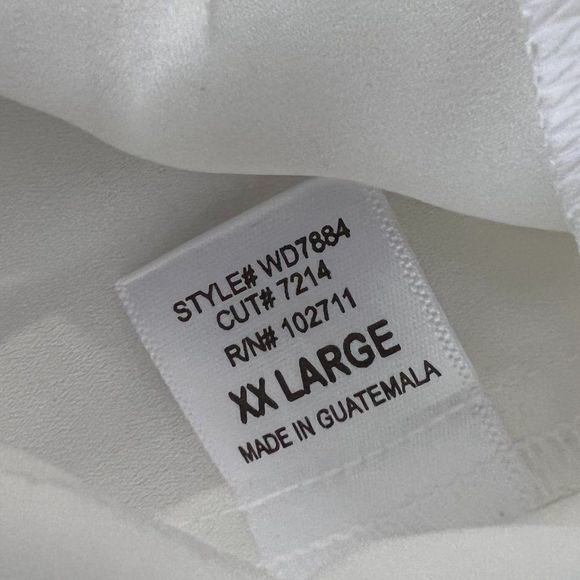 STYLE# WD7884
CUT# 7214
R/N# 102711
XX LARGE
MADE IN GUATEMALA